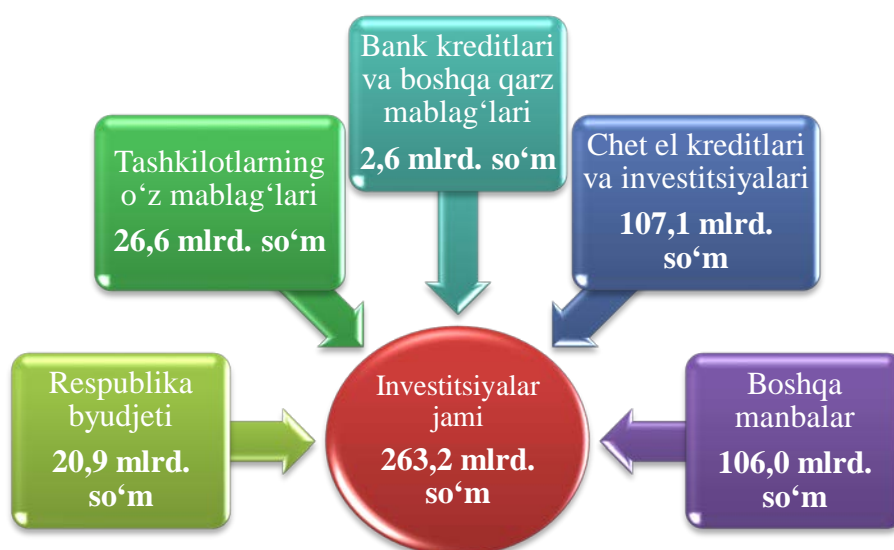 Bank kreditlari
va boshqa qarz
mablag‘lari
2,6 mlrd. so‘m
Tashkilotlarning
o‘z mablag‘lari
26,6 mlrd. so‘m
Chet el kreditlari
va investitsiyalari
107,1 mlrd.
so‘m
Respublika
byudjeti
20,9 mlrd.
so‘m
Investitsiyalar
jami
263,2 mlrd.
so‘m
Boshqa
manbalar
106,0 mlrd.
so‘m